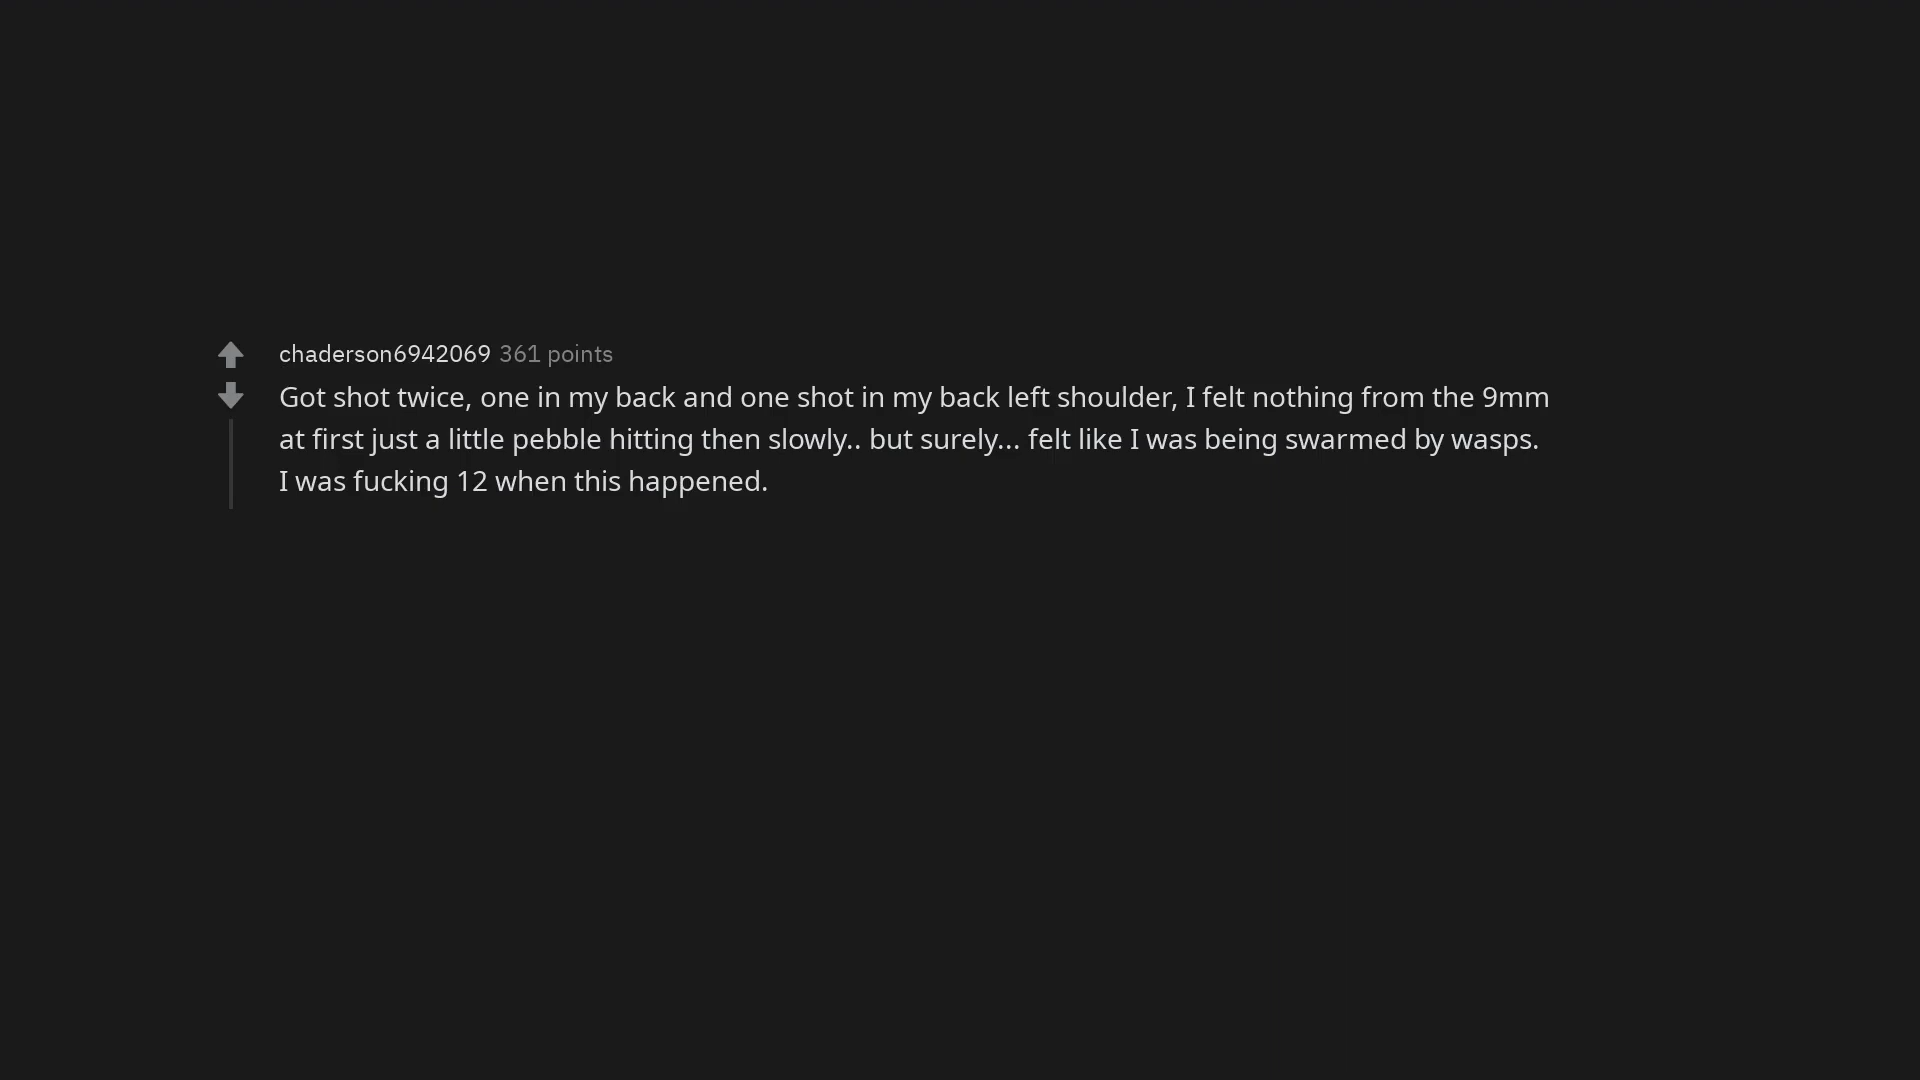 chaderson6942069 361 points
Got shot twice, one in my back and one shot in my back left shoulder, I felt nothing from the 9mm
at first just a little pebble hitting then slowly.. but surely... felt like I was being swarmed by wasps.
I was fucking 12 when this happened.